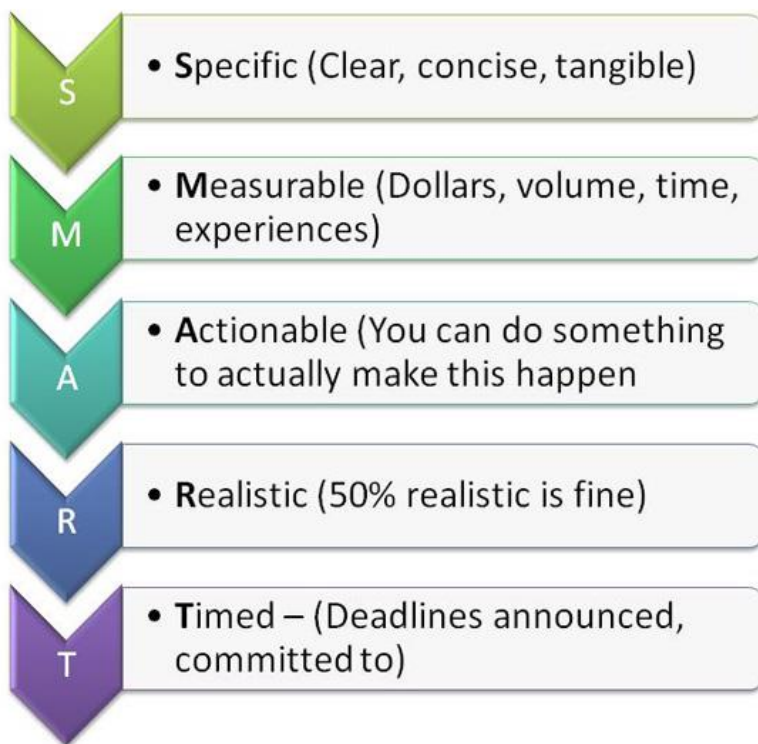 S
• Specific (Clear, concise, tangible)
M
• Measurable (Dollars, volume, time,
experiences)
A
• Actionable (You can do something
to actually make this happen
R
• Realistic (50% realistic is fine)
T
• Timed – (Deadlines announced,
committed to)